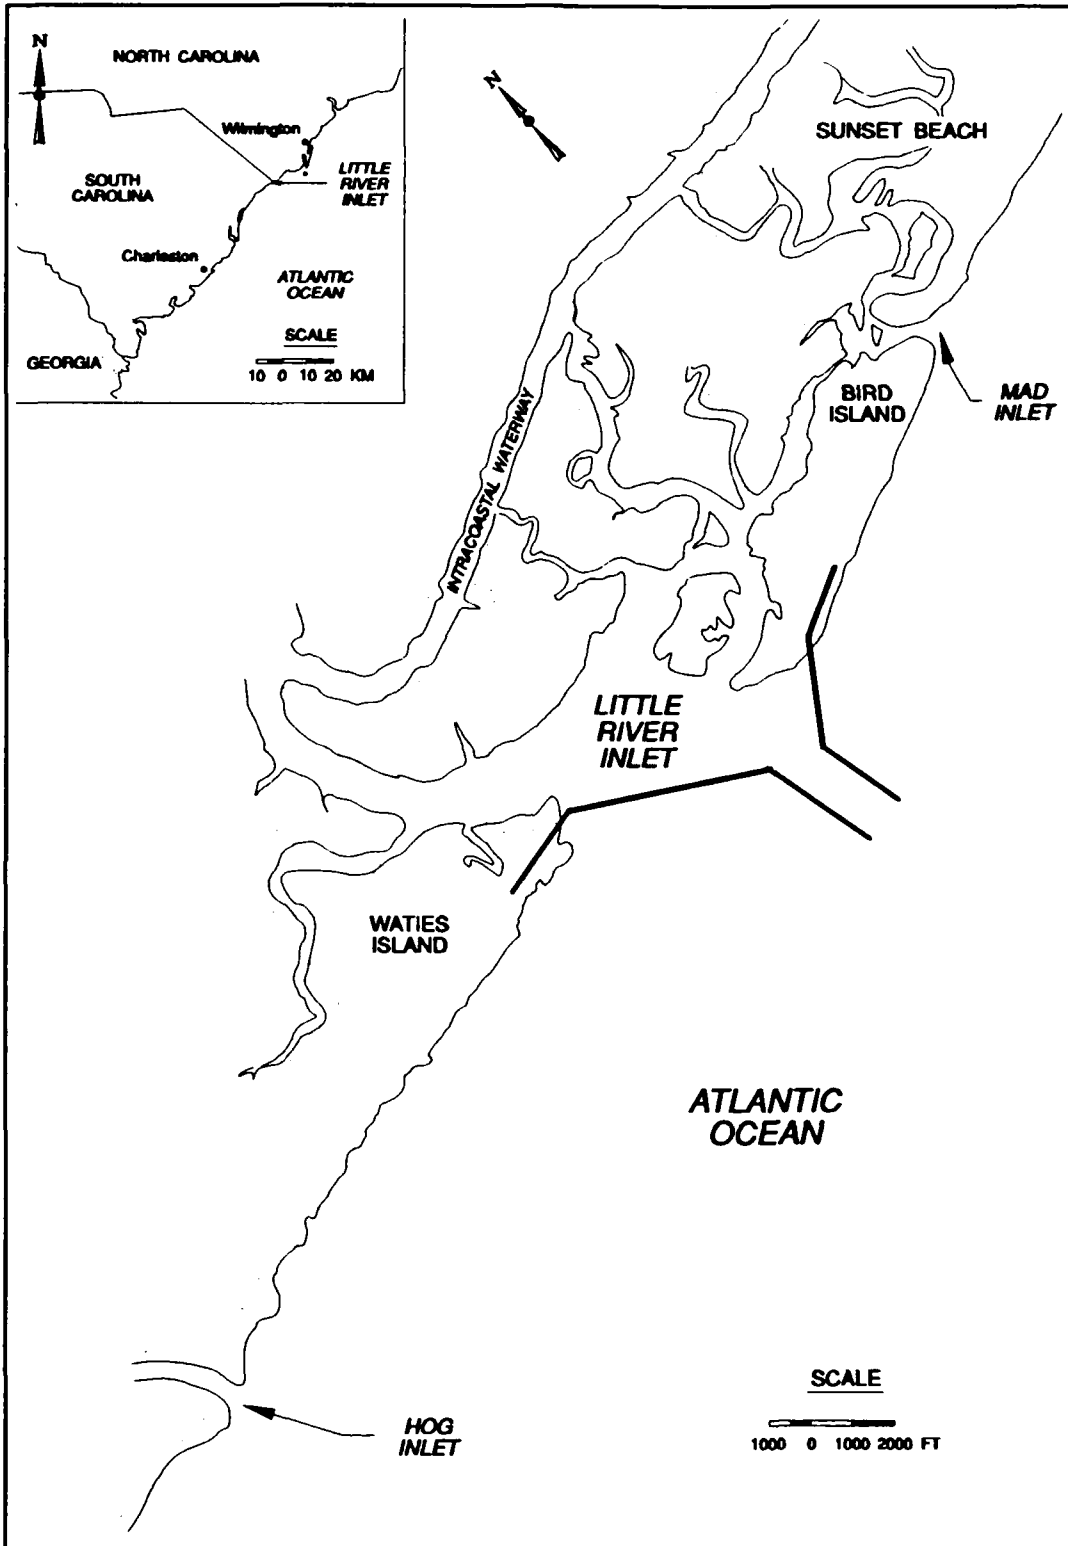 N
NORTH CAROLINA
Wilmington
LITTLE
RIVER
INLET
SOUTH
CAROLINA
Charleston
ATLANTIC
OCEAN
SCALE
GEORGIA
10 0 10 20 KM
N
SUNSET BEACH
BIRD
ISLAND
MAD
INLET
INTRACOASTAL WATERWAY
LITTLE
RIVER
INLET
WATIES
ISLAND
ATLANTIC
OCEAN
SCALE
1000 0 1000 2000 FT
HOG
INLET